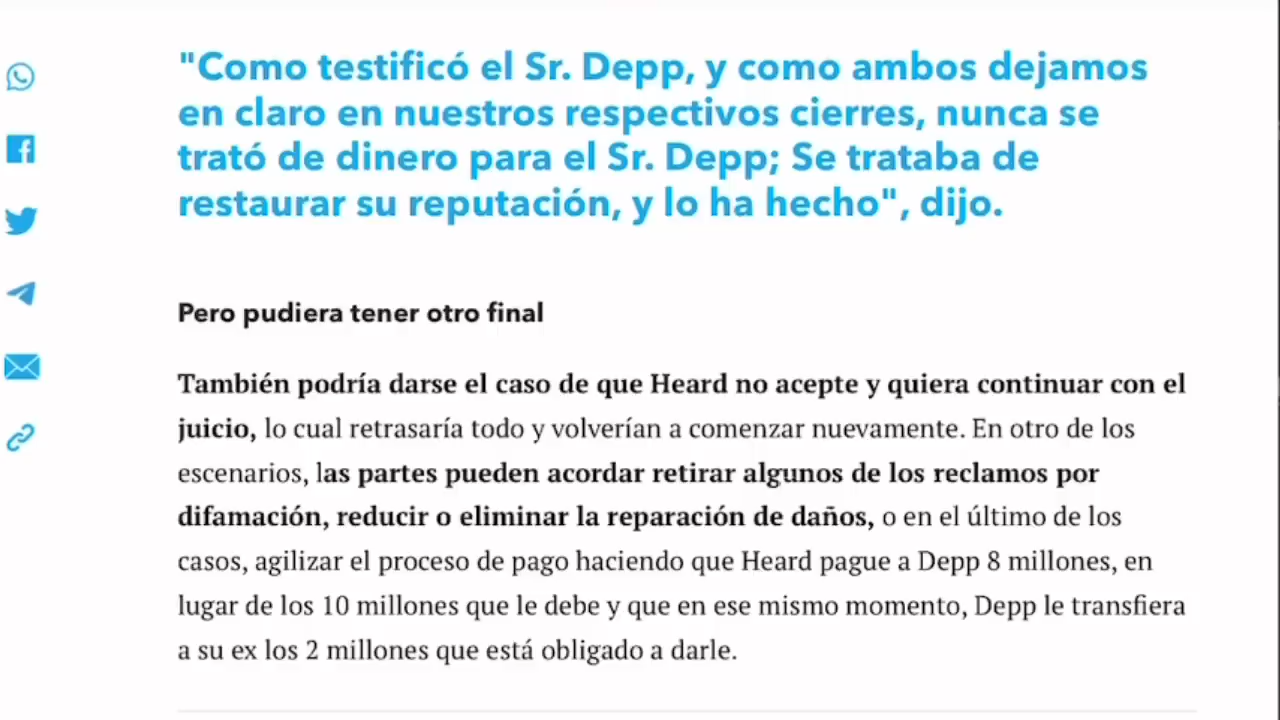 "Como testificó el Sr. Depp, y como ambos dejamos
en claro en nuestros respectivos cierres, nunca se
trató de dinero para el Sr. Depp; Se trataba de
restaurar su reputación, y lo ha hecho", dijo.
Pero pudiera tener otro final
También podría darse el caso de que Heard no acepte y quiera continuar con el
juicio, lo cual retrasaría todo y volverían a comenzar nuevamente. En otro de los
escenarios, las partes pueden acordar retirar algunos de los reclamos por
difamación, reducir o eliminar la reparación de daños, o en el último de los
casos, agilizar el proceso de pago haciendo que Heard pague a Depp 8 millones, en
lugar de los 10 millones que le debe y que en ese mismo momento, Depp le transfiera
a su ex los 2 millones que está obligado a darle.